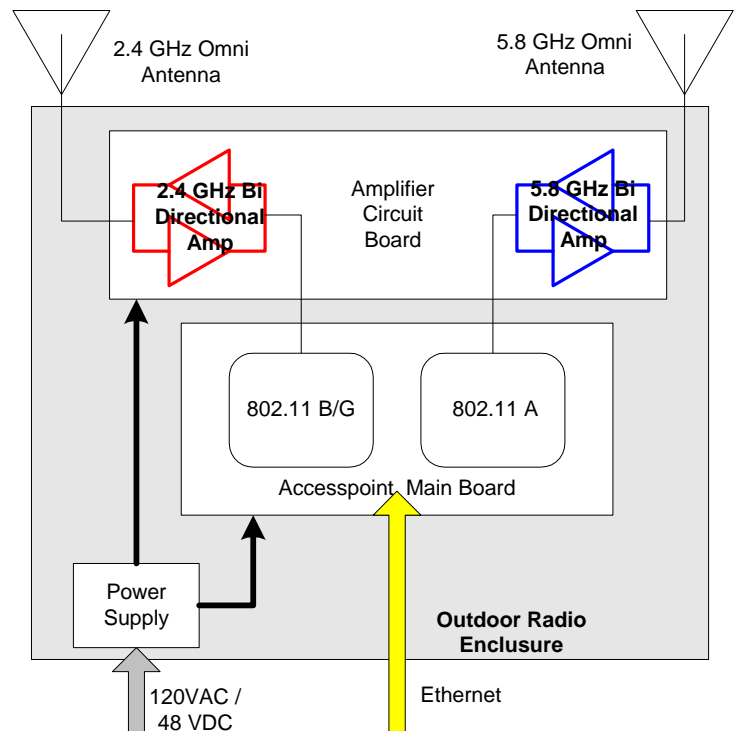 2.4 GHz Omni
Antenna
5.8 GHz Omni
Antenna
2.4 GHz Bi
Directional
Amp
Amplifier
Circuit
Board
5.8 GHz Bi
Directional
Amp
802.11 B/G
802.11 A
Accesspoint Main Board
Power
Supply
Outdoor Radio
Enclusure
120VAC /
48 VDC
Ethernet